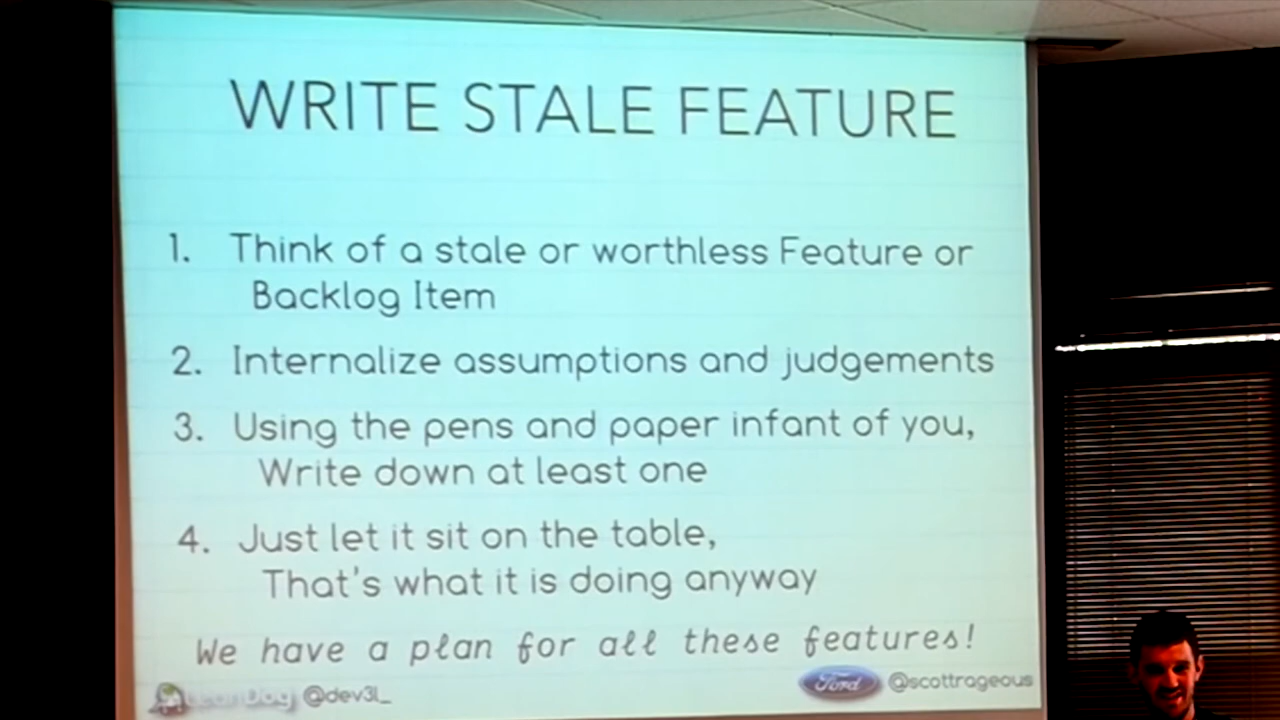 WRITE STALE FEATURE
1. Think of a stale or worthless Feature or
Backlog Item
2. Internalize assumptions and judgements
3. Using the pens and paper infant of you,
Write down at least one
4. Just let it sit on the table,
That's what it is doing anyway
We have a plan for all these features!
LeanDog @dev3l_
Ford @scottrageous